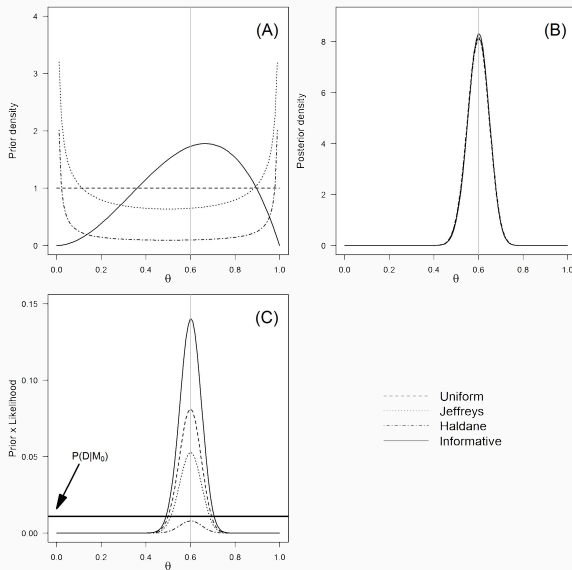 (A)
Prior density
4
3
2
1
0
0.0 0.2 0.4 0.6 0.8 1.0
θ
(B)
Posterior density
8
6
4
2
0
0.0 0.2 0.4 0.6 0.8 1.0
θ
(C)
Prior x Likelihood
0.15
0.10
0.05
0.00
P(D|M₀)
0.0 0.2 0.4 0.6 0.8 1.0
θ
Uniform
Jeffreys
Haldane
Informative